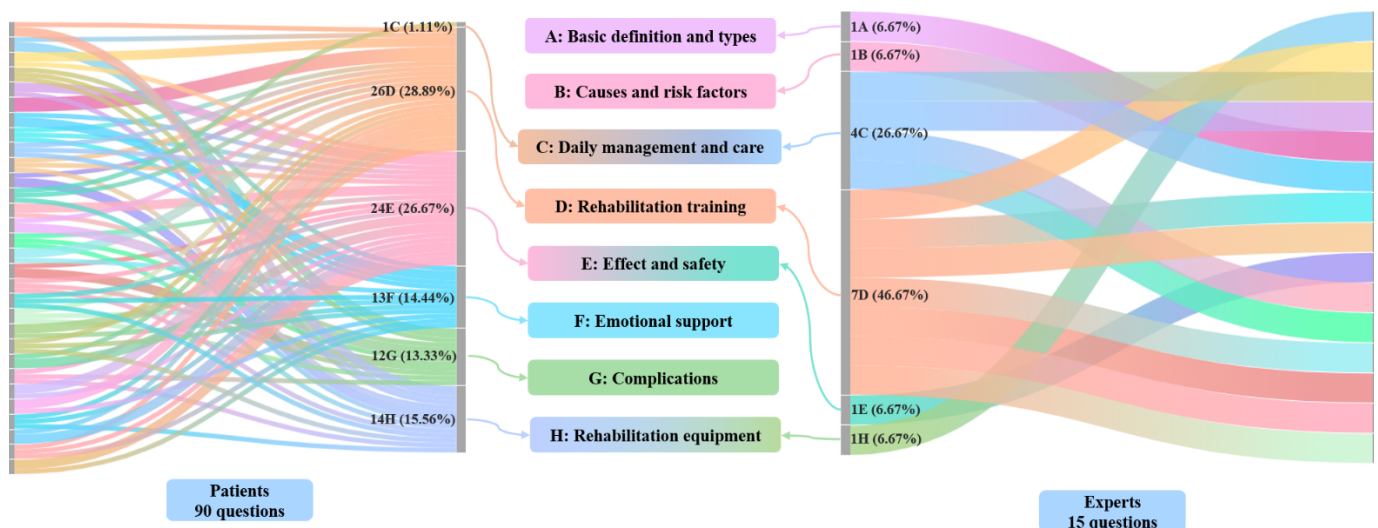 1C (1.11%)
26D (28.89%)
24E (26.67%)
13F (14.44%)
12G (13.33%)
14H (15.56%)
Patients
90 questions
A: Basic definition and types
B: Causes and risk factors
C: Daily management and care
D: Rehabilitation training
E: Effect and safety
F: Emotional support
G: Complications
H: Rehabilitation equipment
1A (6.67%)
1B (6.67%)
4C (26.67%)
7D (46.67%)
1E (6.67%)
1H (6.67%)
Experts
15 questions